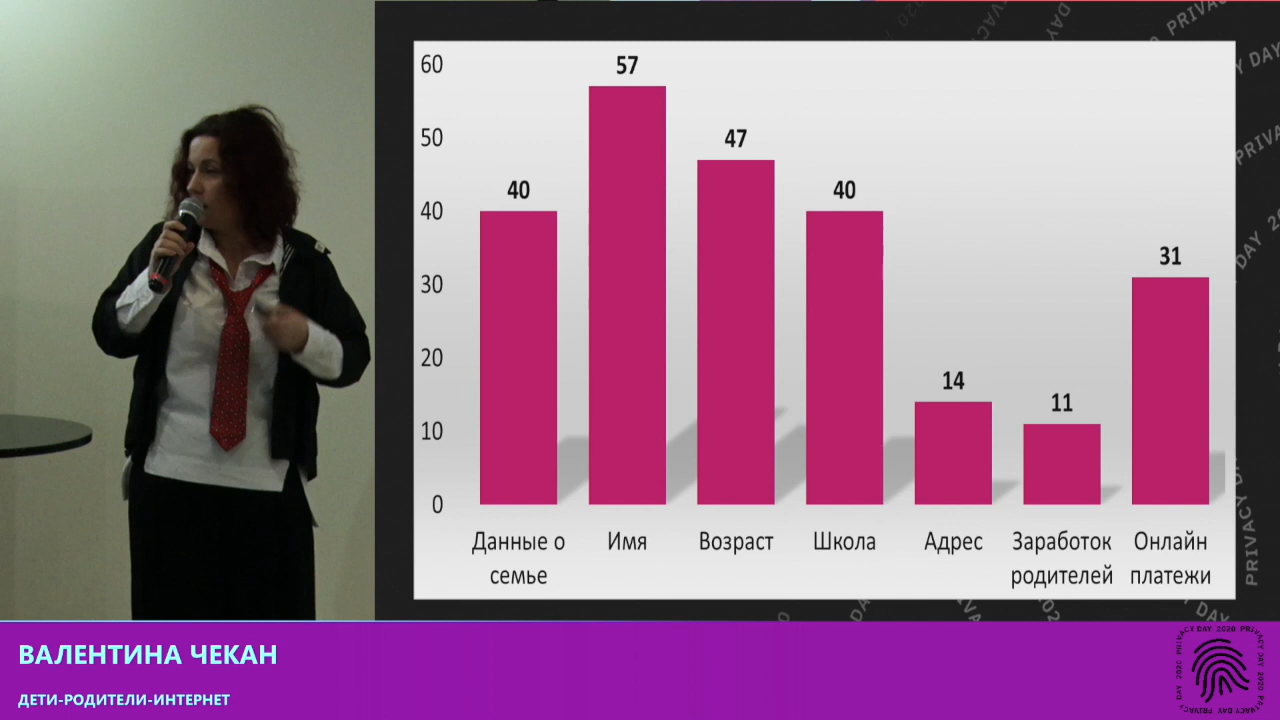 60
50
40
30
20
10
0
40
57
47
40
14
11
31
Данные о
семье
Имя
Возраст
Школа
Адрес
Заработок
родителей
Онлайн
платежи
ВАЛЕНТИНА ЧЕКАН
ДЕТИ-РОДИТЕЛИ-ИНТЕРНЕТ
PRIVACY DAY 2020